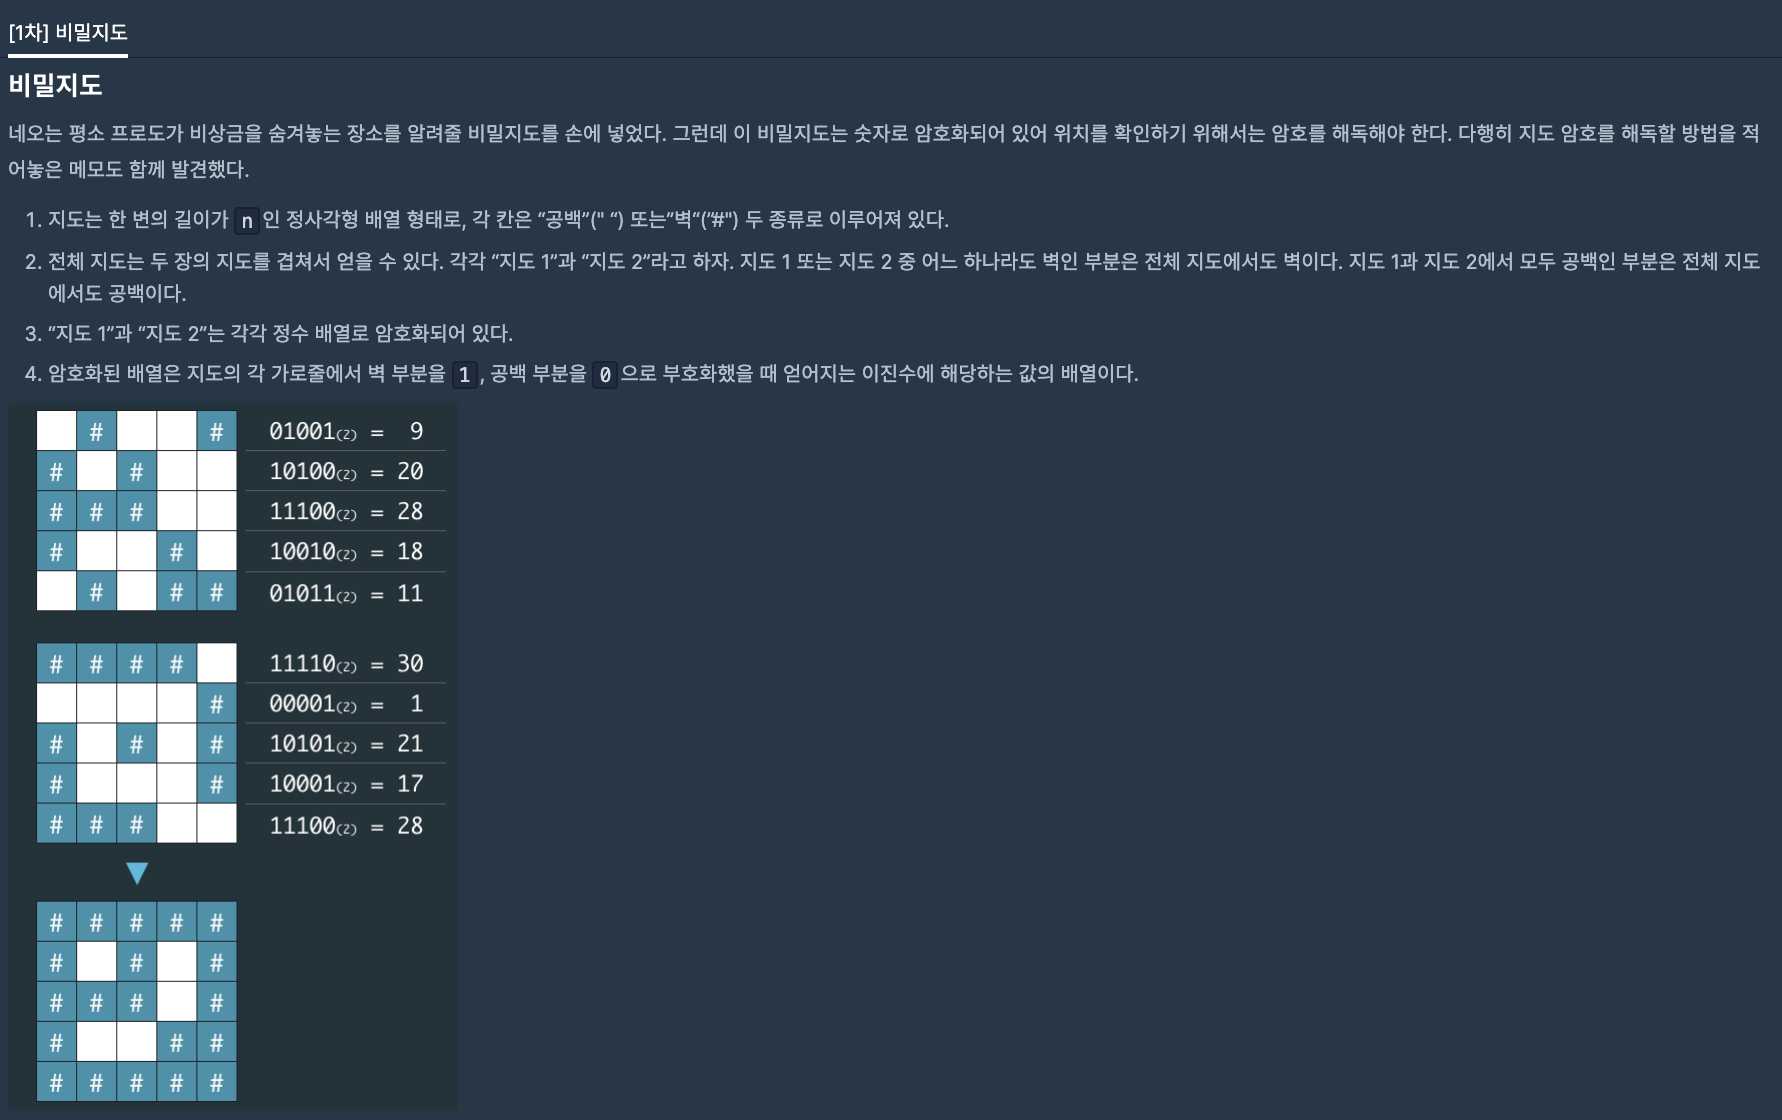 [1차] 비밀지도
비밀지도
네오는 평소 프로도가 비상금을 숨겨놓는 장소를 알려줄 비밀지도를 손에 넣었다. 그런데 이 비밀지도는 숫자로 암호화되어 있어 위치를 확인하기 위해서는 암호를 해독해야 한다. 다행히 지도 암호를 해독할 방법을 적
어놓은 메모도 함께 발견했다.
1. 지도는 한 변의 길이가 n 인 정사각형 배열 형태로, 각 칸은 “공백”(" “) 또는”벽“(’#") 두 종류로 이루어져 있다.
2. 전체 지도는 두 장의 지도를 겹쳐서 얻을 수 있다. 각각 “지도 1”과 “지도 2”라고 하자. 지도 1 또는 지도 2 중 어느 하나라도 벽인 부분은 전체 지도에서도 벽이다. 지도 1과 지도 2에서 모두 공백인 부분은 전체 지도
에서도 공백이다.
3. “지도 1”과 “지도 2”는 각각 정수 배열로 암호화되어 있다.
4. 암호화된 배열은 지도의 각 가로줄에서 벽 부분을 1 , 공백 부분을 0 으로 부호화했을 때 얻어지는 이진수에 해당하는 값의 배열이다.
# # 01001(2) = 9
# # 10100(2) = 20
# # # 11100(2) = 28
# # 10010(2) = 18
# # # 01011(2) = 11
# # # # 11110(2) = 30
# 00001(2) = 1
# # # 10101(2) = 21
# # 10001(2) = 17
# # # 11100(2) = 28
# # # # #
# # #
# # # #
# # #
# # # # #